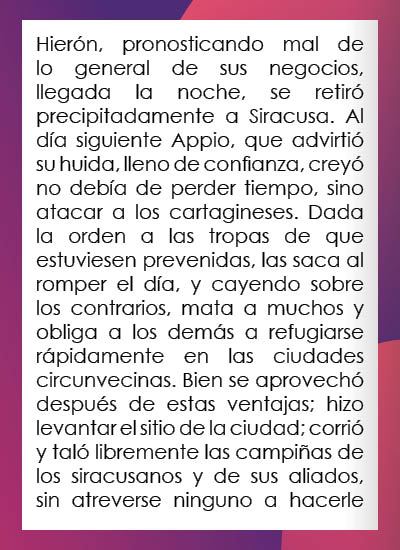 Hierón, pronosticando mal de
lo general de sus negocios,
llegada la noche, se retiró
precipitadamente a Siracusa. Al
día siguiente Appio, que advirtió
su huida, lleno de confianza, creyó
no debía de perder tiempo, sino
atacar a los cartagineses. Dada
la orden a las tropas de que
estuviesen prevenidas, las saca al
romper el día, y cayendo sobre
los contrarios, mata a muchos y
obliga a los demás a refugiarse
rápidamente en las ciudades
circunvecinas. Bien se aprovechó
después de estas ventajas; hizo
levantar el sitio de la ciudad; corrió
y taló libremente las campiñas de
los siracusanos y de sus aliados,
sin atreverse ninguno a hacerle